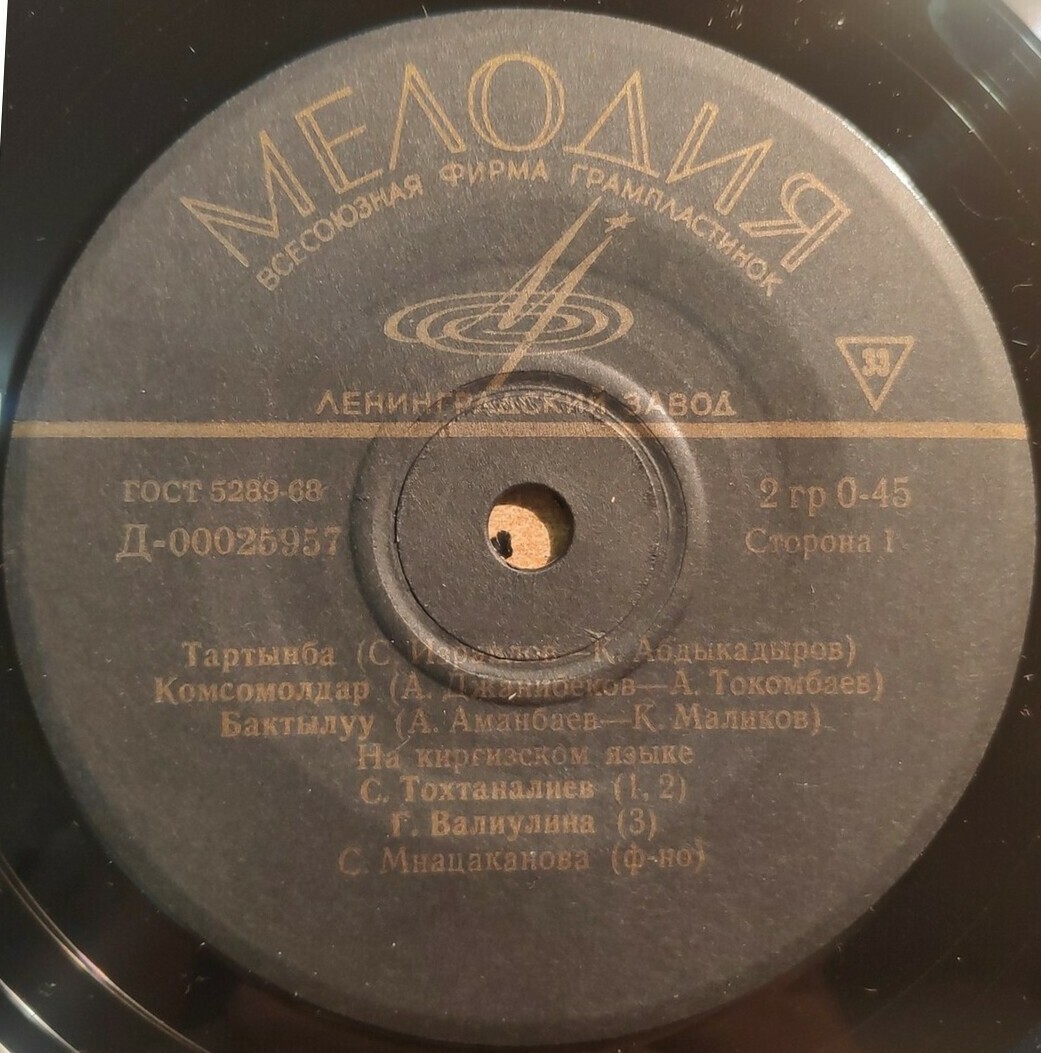 МЕЛОДИЯ
ВСЕСОЮЗНАЯ ФИРМА ГРАМПЛАСТИНОК
33
ЛЕНИНГРАДСКИЙ ЗАВОД
ГОСТ 5289-68
2 гр 0-45
Д-00025957
Сторона 1
Тартынба (С. Израилов—К. Абдыкадыров)
Комсомолдар (А. Джанибеков—А. Токомбаев)
Бактылуу (А. Аманбаев—К. Маликов)
На киргизском языке
С. Тохтаналиев (1, 2)
Г. Валиулина (3)
С. Мнацаканова (ф-но)